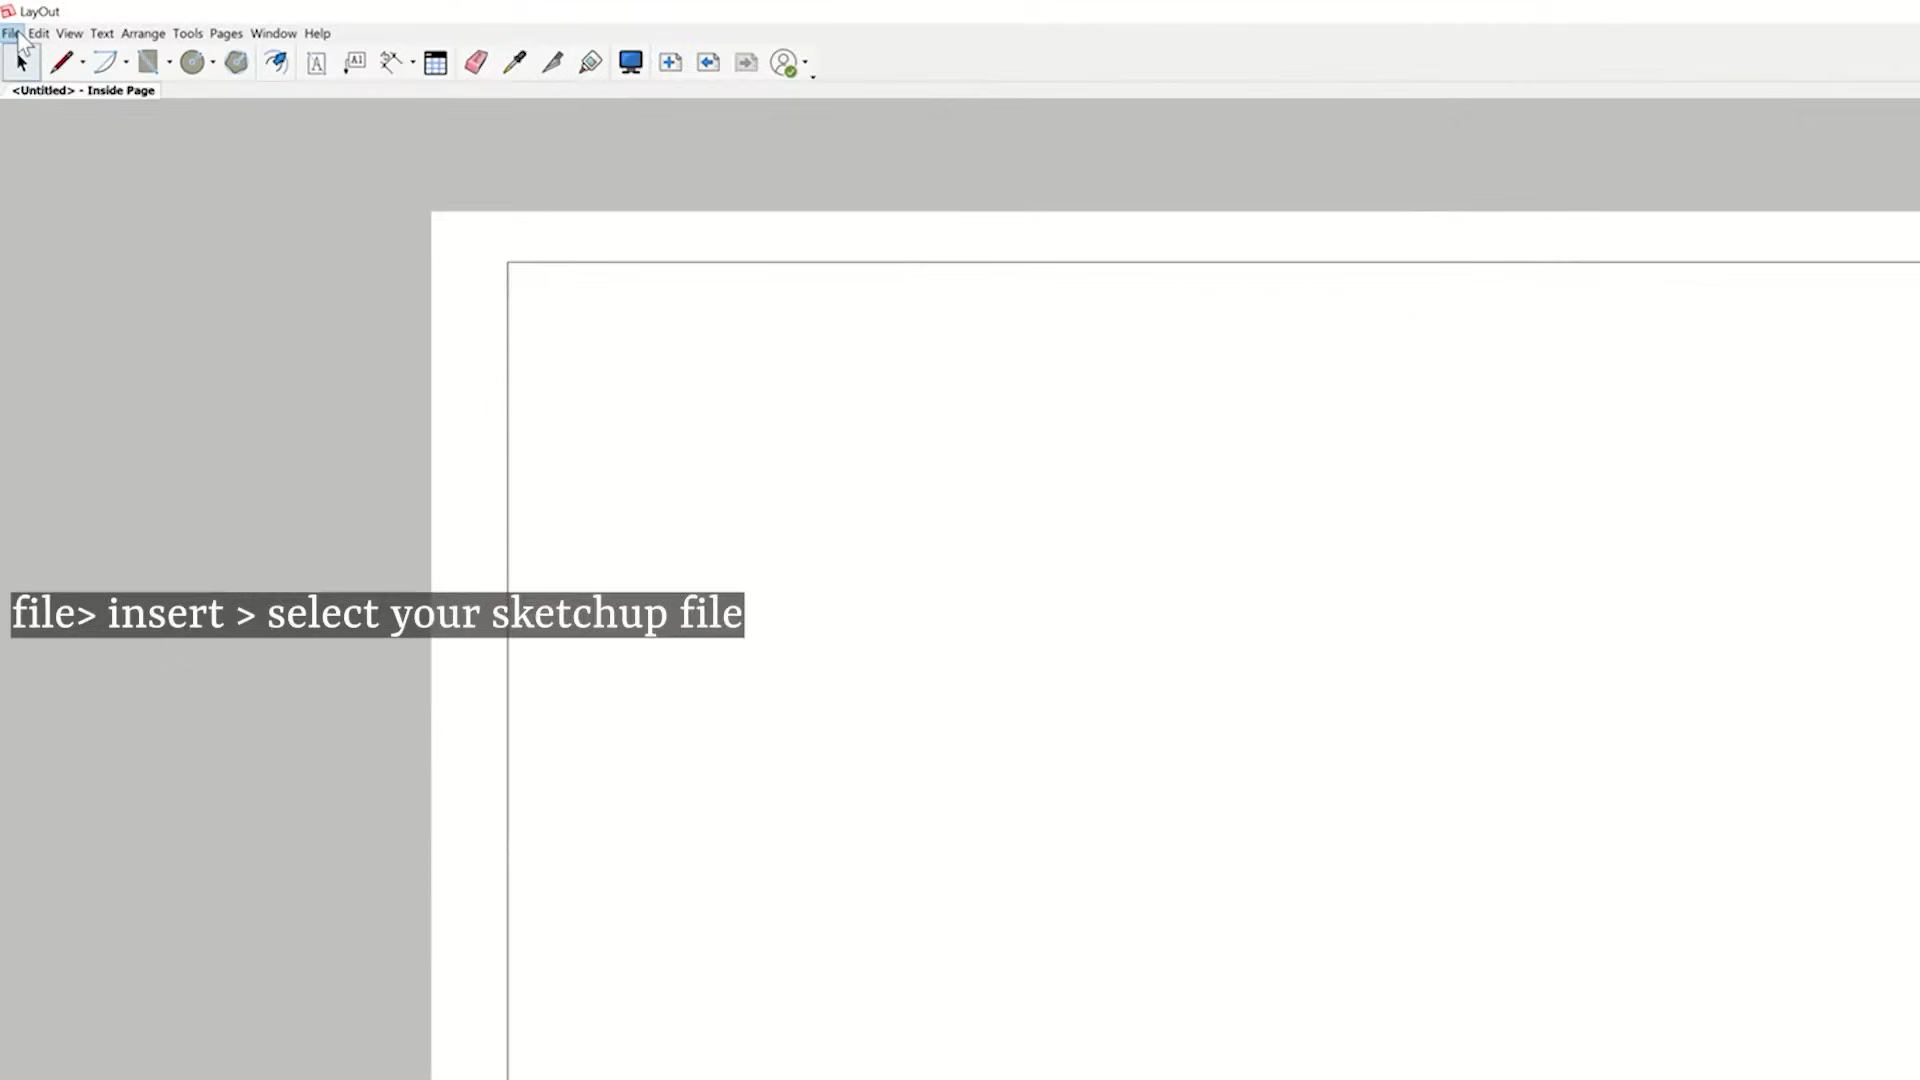 LayOut
File Edit View Text Arrange Tools Pages Window Help
A A1
<Untitled> - Inside Page
file> insert > select your sketchup file